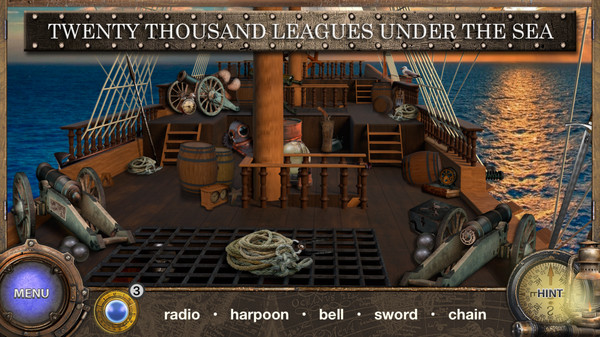 TWENTY THOUSAND LEAGUES UNDER THE SEA
3
MENU
HINT
radio • harpoon • bell • sword • chain